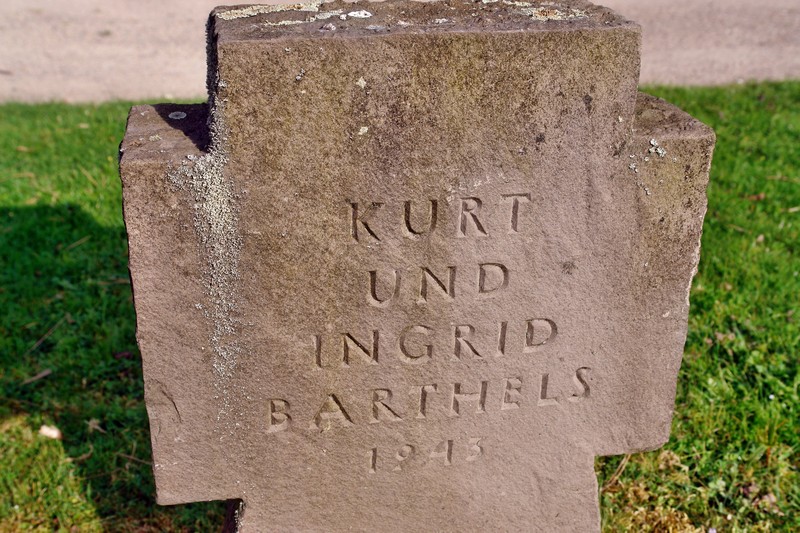 KURT
UND
INGRID
BARTHELS
1943